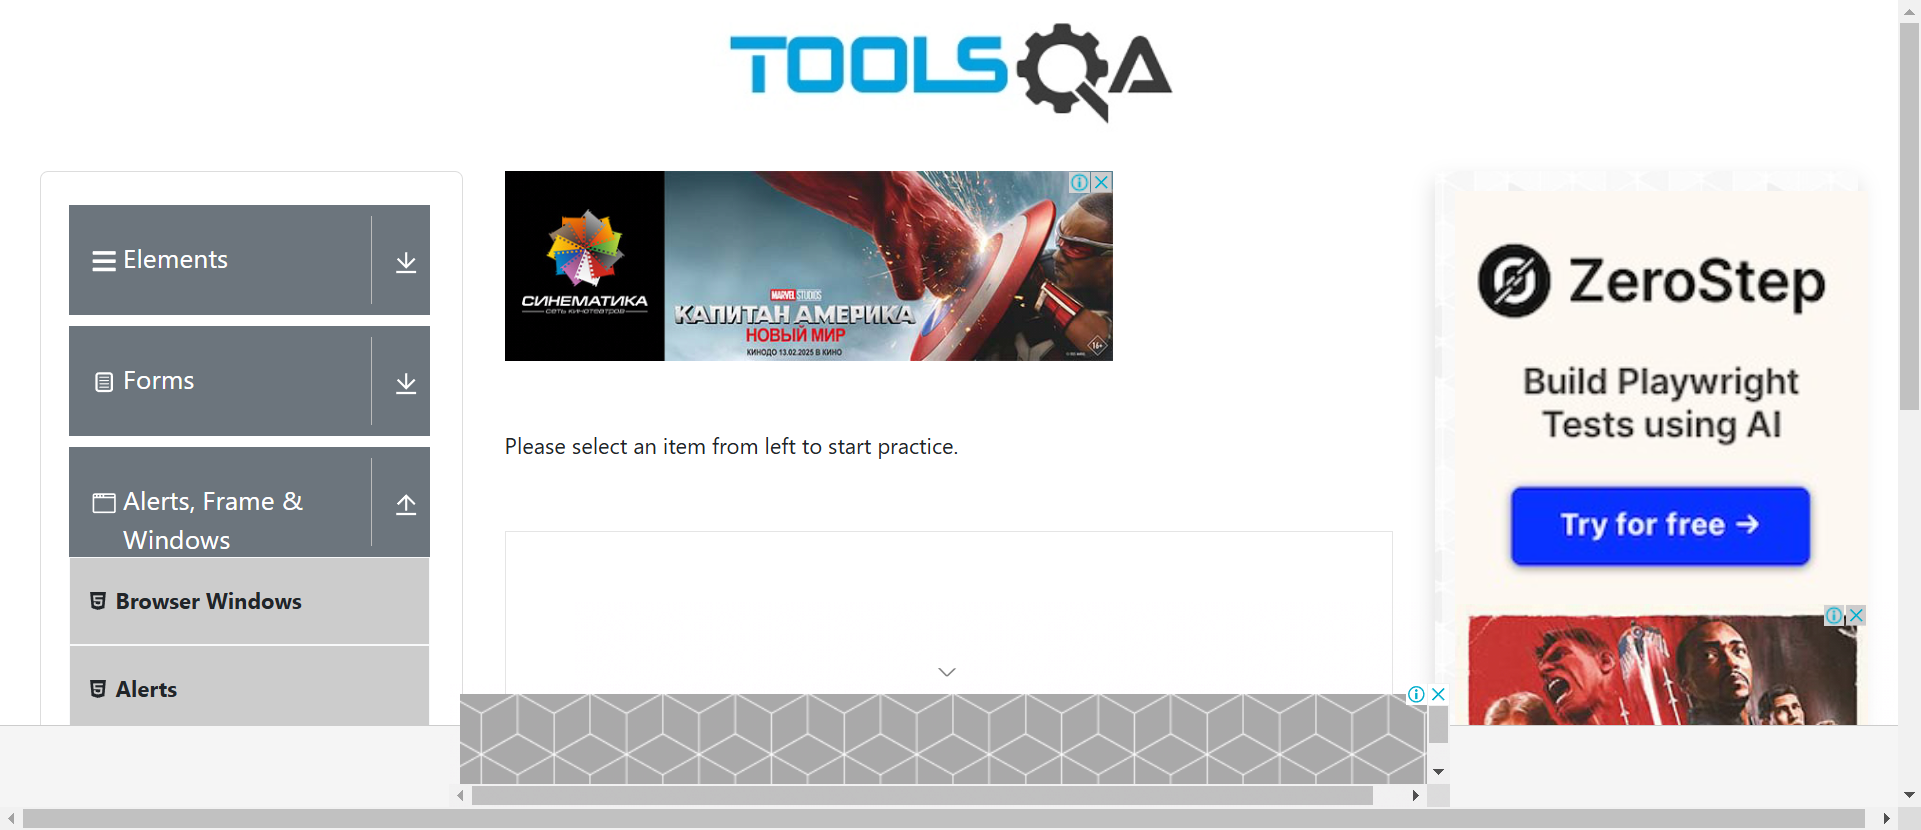 TOOLSQA
Elements
Forms
Alerts, Frame &
Windows
Browser Windows
Alerts
СИНЕМАТИКА
сеть кинотеатров
MARVEL STUDIOS
КАПИТАН АМЕРИКА
НОВЫЙ МИР
КИНОДО 13.02.2025 В КИНО
16+
Please select an item from left to start practice.
ZeroStep
Build Playwright
Tests using AI
Try for free →